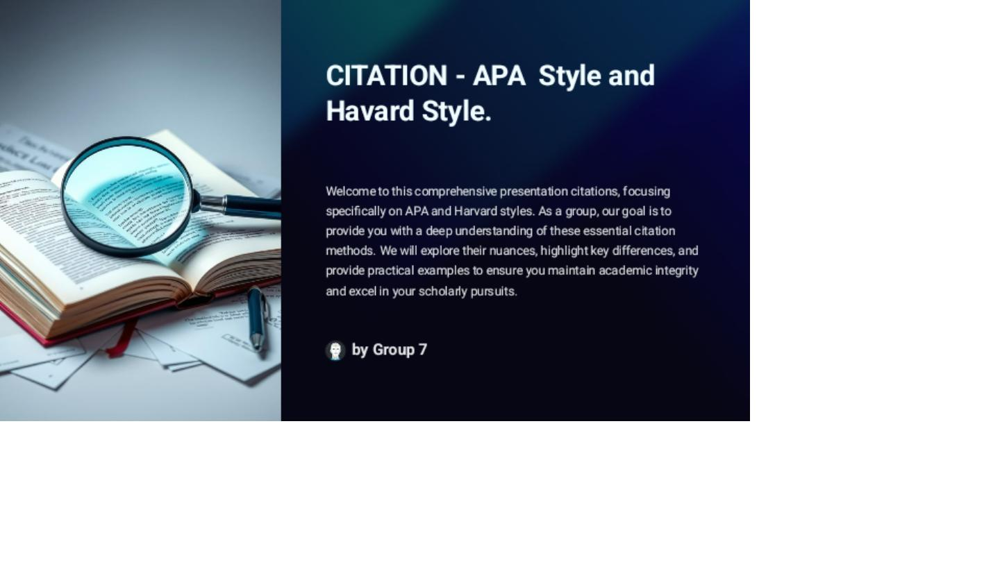 CITATION - APA  Style and
Havard Style.
Welcome to this comprehensive presentation citations, focusing
specifically on APA and Harvard styles. As a group, our goal is to
provide you with a deep understanding of these essential citation
methods. We will explore their nuances, highlight key differences, and
provide practical examples to ensure you maintain academic integrity
and excel in your scholarly pursuits.
by Group 7